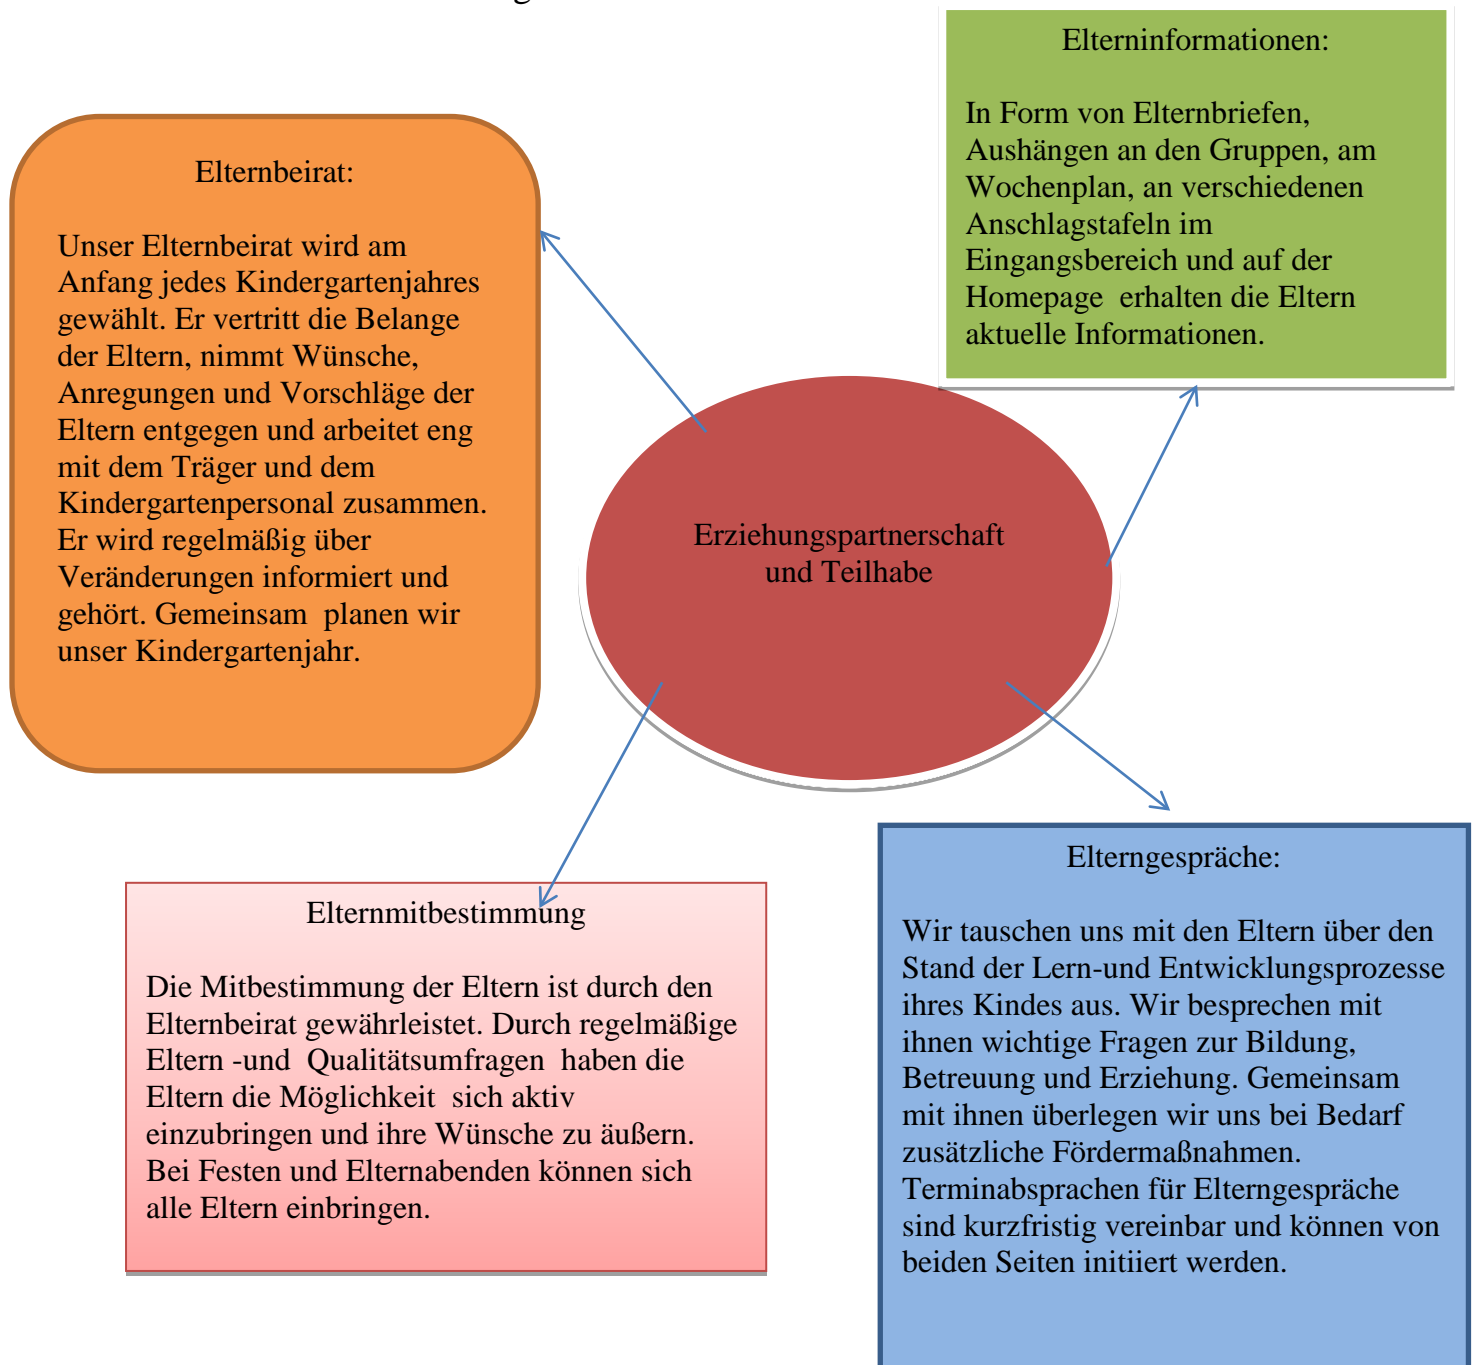 Elterninformationen:
In Form von Elternbriefen,
Aushängen an den Gruppen, am
Wochenplan, an verschiedenen
Anschlagstafeln im
Eingangsbereich und auf der
Homepage  erhalten die Eltern
aktuelle Informationen.
Elternbeirat:
Unser Elternbeirat wird am
Anfang jedes Kindergartenjahres
gewählt. Er vertritt die Belange
der Eltern, nimmt Wünsche,
Anregungen und Vorschläge der
Eltern entgegen und arbeitet eng
mit dem Träger und dem
Kindergartenpersonal zusammen.
Er wird regelmäßig über
Veränderungen informiert und
gehört. Gemeinsam  planen wir
unser Kindergartenjahr.
Erziehungspartnerschaft
und Teilhabe
Elternmitbestimmung
Die Mitbestimmung der Eltern ist durch den
Elternbeirat gewährleistet. Durch regelmäßige
Eltern -und  Qualitätsumfragen  haben die
Eltern die Möglichkeit  sich aktiv
einzubringen und ihre Wünsche zu äußern.
Bei Festen und Elternabenden können sich
alle Eltern einbringen.
Elterngespräche:
Wir tauschen uns mit den Eltern über den
Stand der Lern-und Entwicklungsprozesse
ihres Kindes aus. Wir besprechen mit
ihnen wichtige Fragen zur Bildung,
Betreuung und Erziehung. Gemeinsam
mit ihnen überlegen wir uns bei Bedarf
zusätzliche Fördermaßnahmen.
Terminabsprachen für Elterngespräche
sind kurzfristig vereinbar und können von
beiden Seiten initiiert werden.